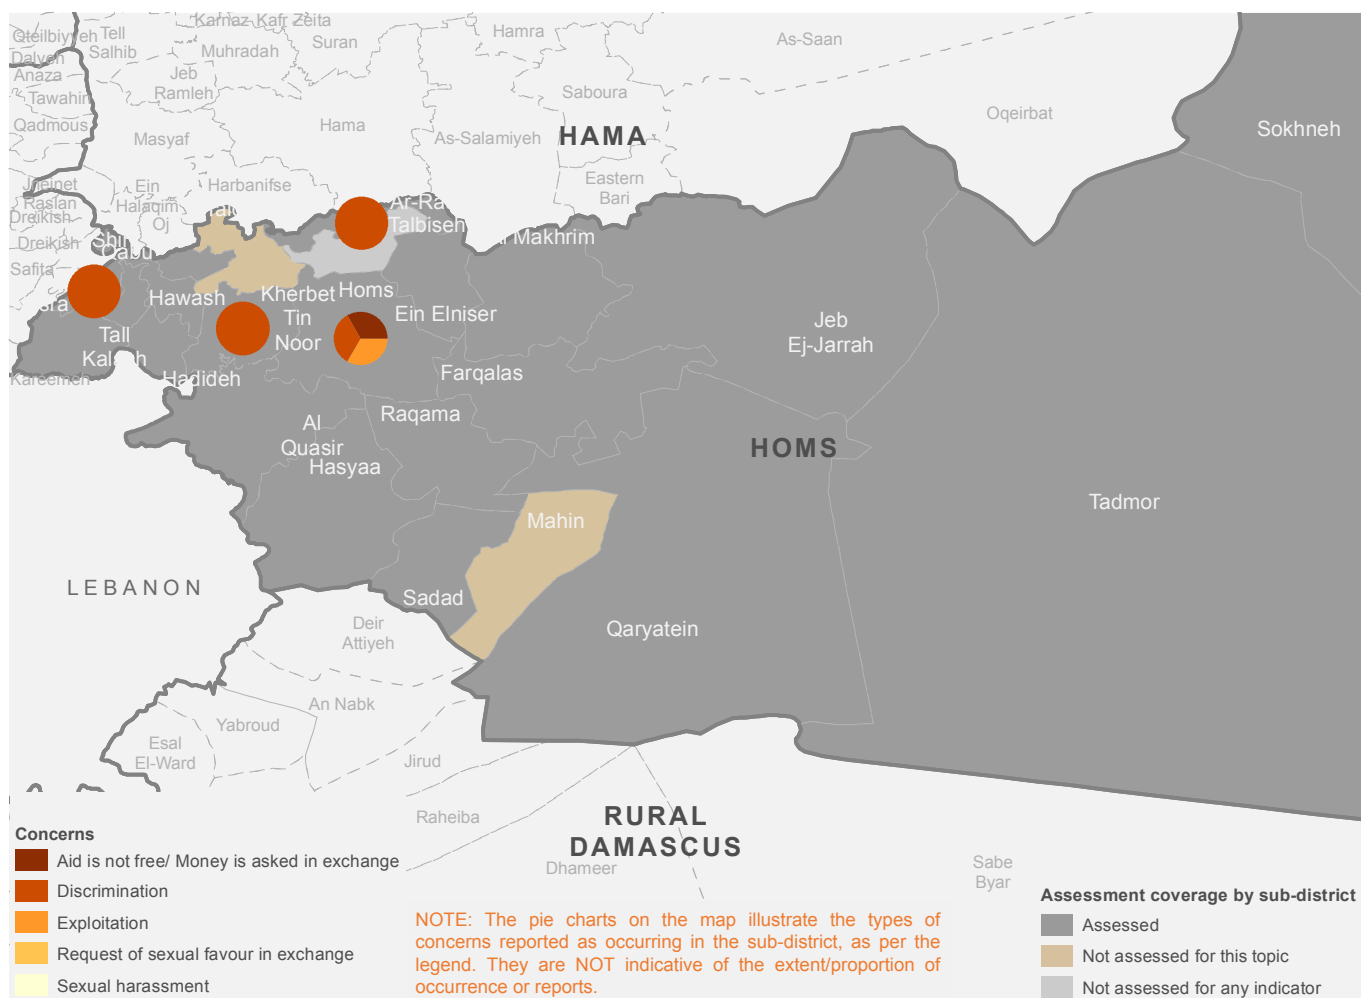 Karnaz
Kafr Zeita
Qteilbiyyeh
Tell
Salhib
Suran
Hamra
As-Saan
Muhradah
Dalyeh
Anaza
Jeb
Ramleh
Saboura
Tawahin
Oqeirbat
Qadmous
Hama
Masyaf
As-Salamiyeh
HAMA
Sokhneh
Jneinet
Raslan
Ein
Halaqim
Oj
Harbanifse
Eastern
Bari
Dreikish
Talbiseh
Makhrim
Dreikish
Safita
Hawash
Kherbet
Tin
Noor
Homs
Ein Elniser
Tall
Kalakh
Jeb
Ej-Jarrah
Kareemeh
Hadideh
Farqalas
Al
Quasir
Raqama
Hasyaa
HOMS
Tadmor
Mahin
LEBANON
Sadad
Deir
Attiyeh
Qaryatein
An Nabk
Yabroud
Esal
El-Ward
Jirud
Raheiba
RURAL
DAMASCUS
Dhameer
Sabe
Byar
Concerns
Aid is not free/ Money is asked in exchange
Discrimination
Exploitation
Request of sexual favour in exchange
Sexual harassment
NOTE: The pie charts on the map illustrate the types of
concerns reported as occurring in the sub-district, as per the
legend. They are NOT indicative of the extent/proportion of
occurrence or reports.
Assessment coverage by sub-district
Assessed
Not assessed for this topic
Not assessed for any indicator